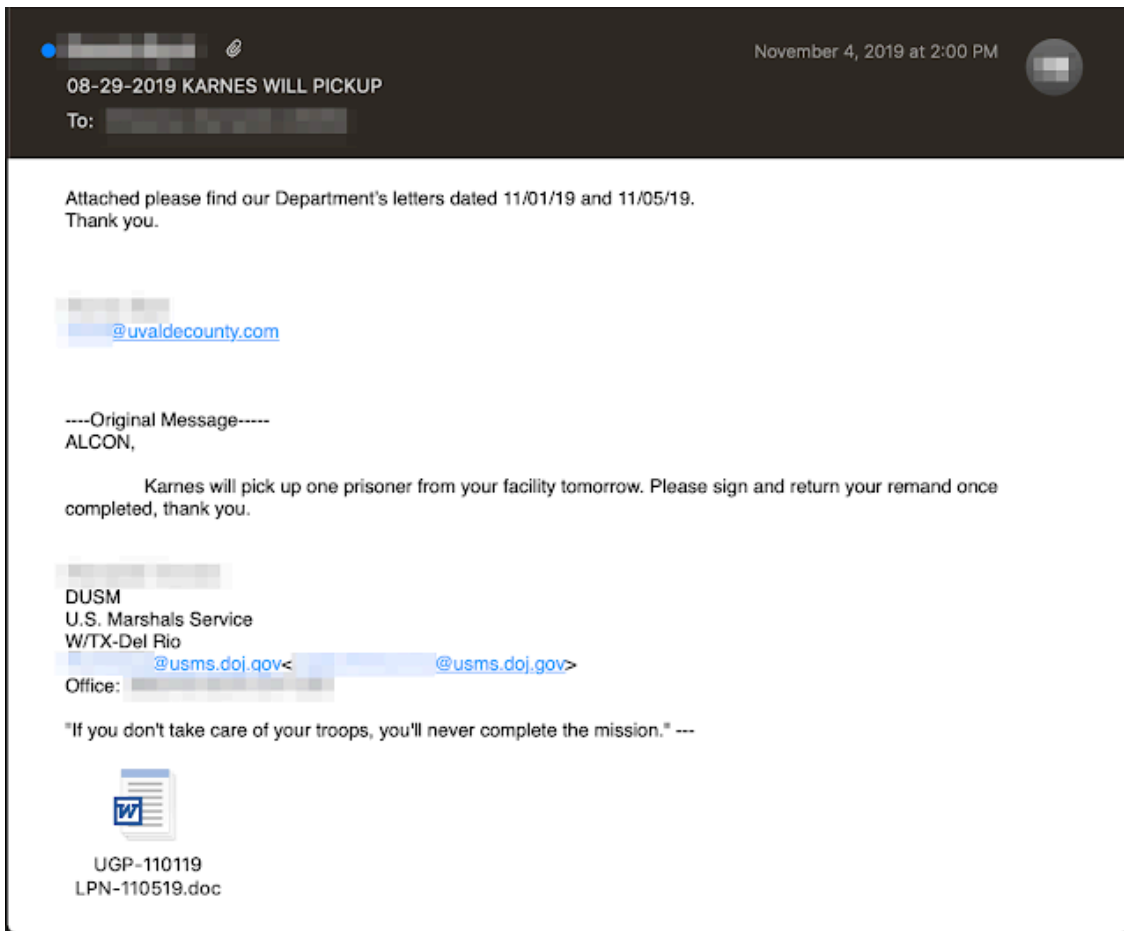 November 4, 2019 at 2:00 PM
08-29-2019 KARNES WILL PICKUP
To:
Attached please find our Department's letters dated 11/01/19 and 11/05/19.
Thank you.
@uvaldecounty.com
----Original Message-----
ALCON,
Karnes will pick up one prisoner from your facility tomorrow. Please sign and return your remand once
completed, thank you.
DUSM
U.S. Marshals Service
W/TX-Del Rio
@usms.doj.gov< @usms.doj.gov>
Office:
"If you don't take care of your troops, you'll never complete the mission." ---
UGP-110119
LPN-110519.doc